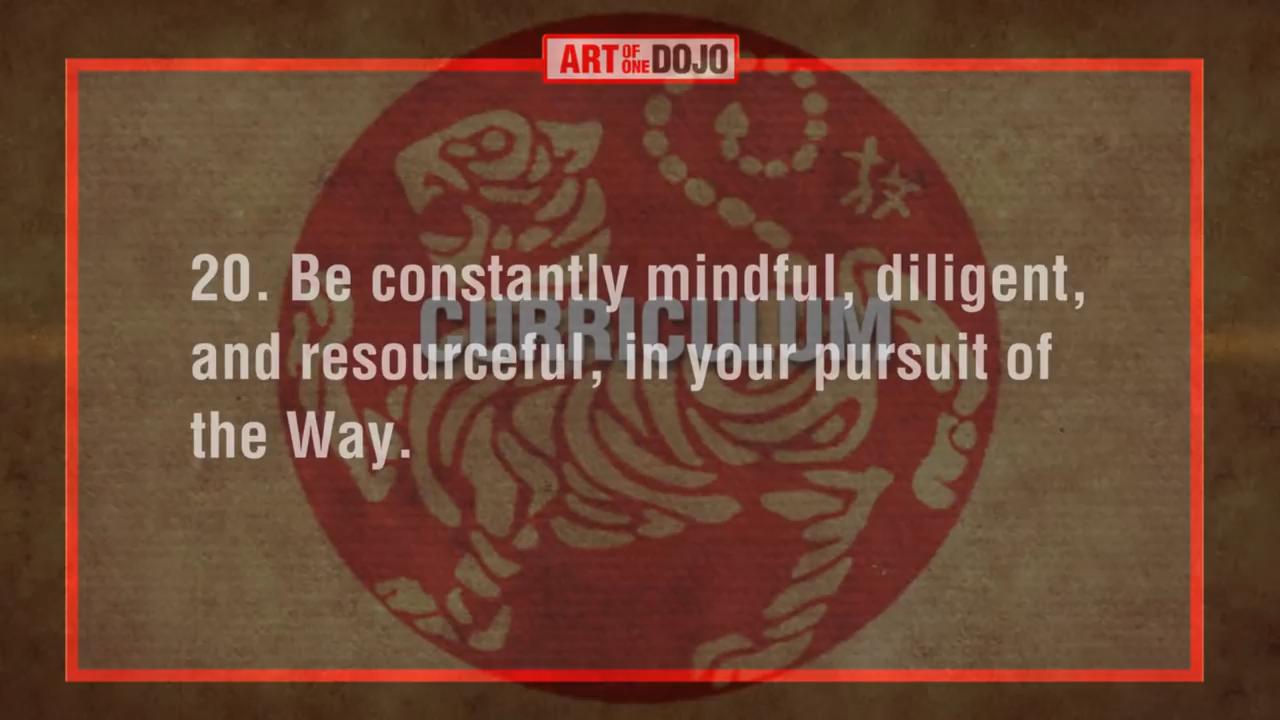 ART OF ONE DOJO
20. Be constantly mindful, diligent,
CURRICULUM
and resourceful, in your pursuit of
the Way.